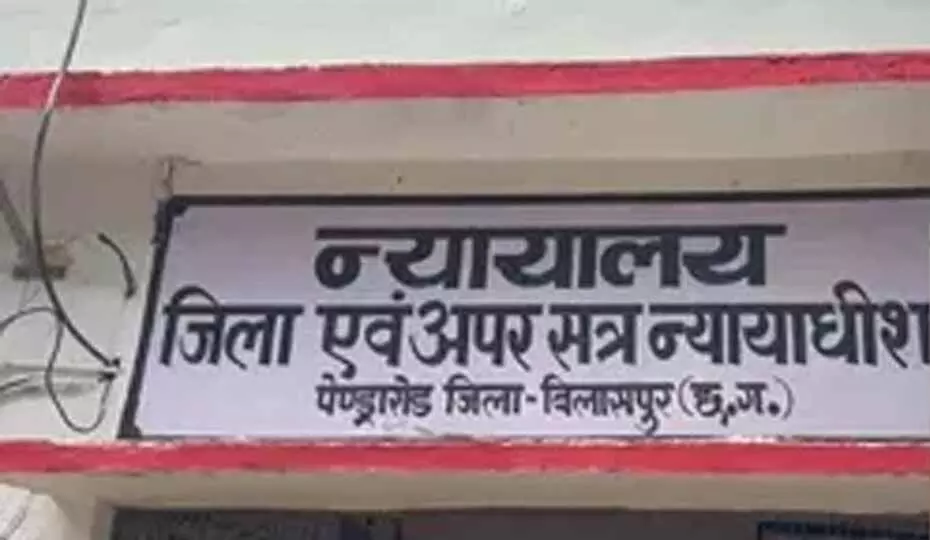 न्यायालय
जिला एवं अपर सत्र न्यायाधीश
पेण्ड्रारोड जिला-बिलासपुर (छ.ग.)